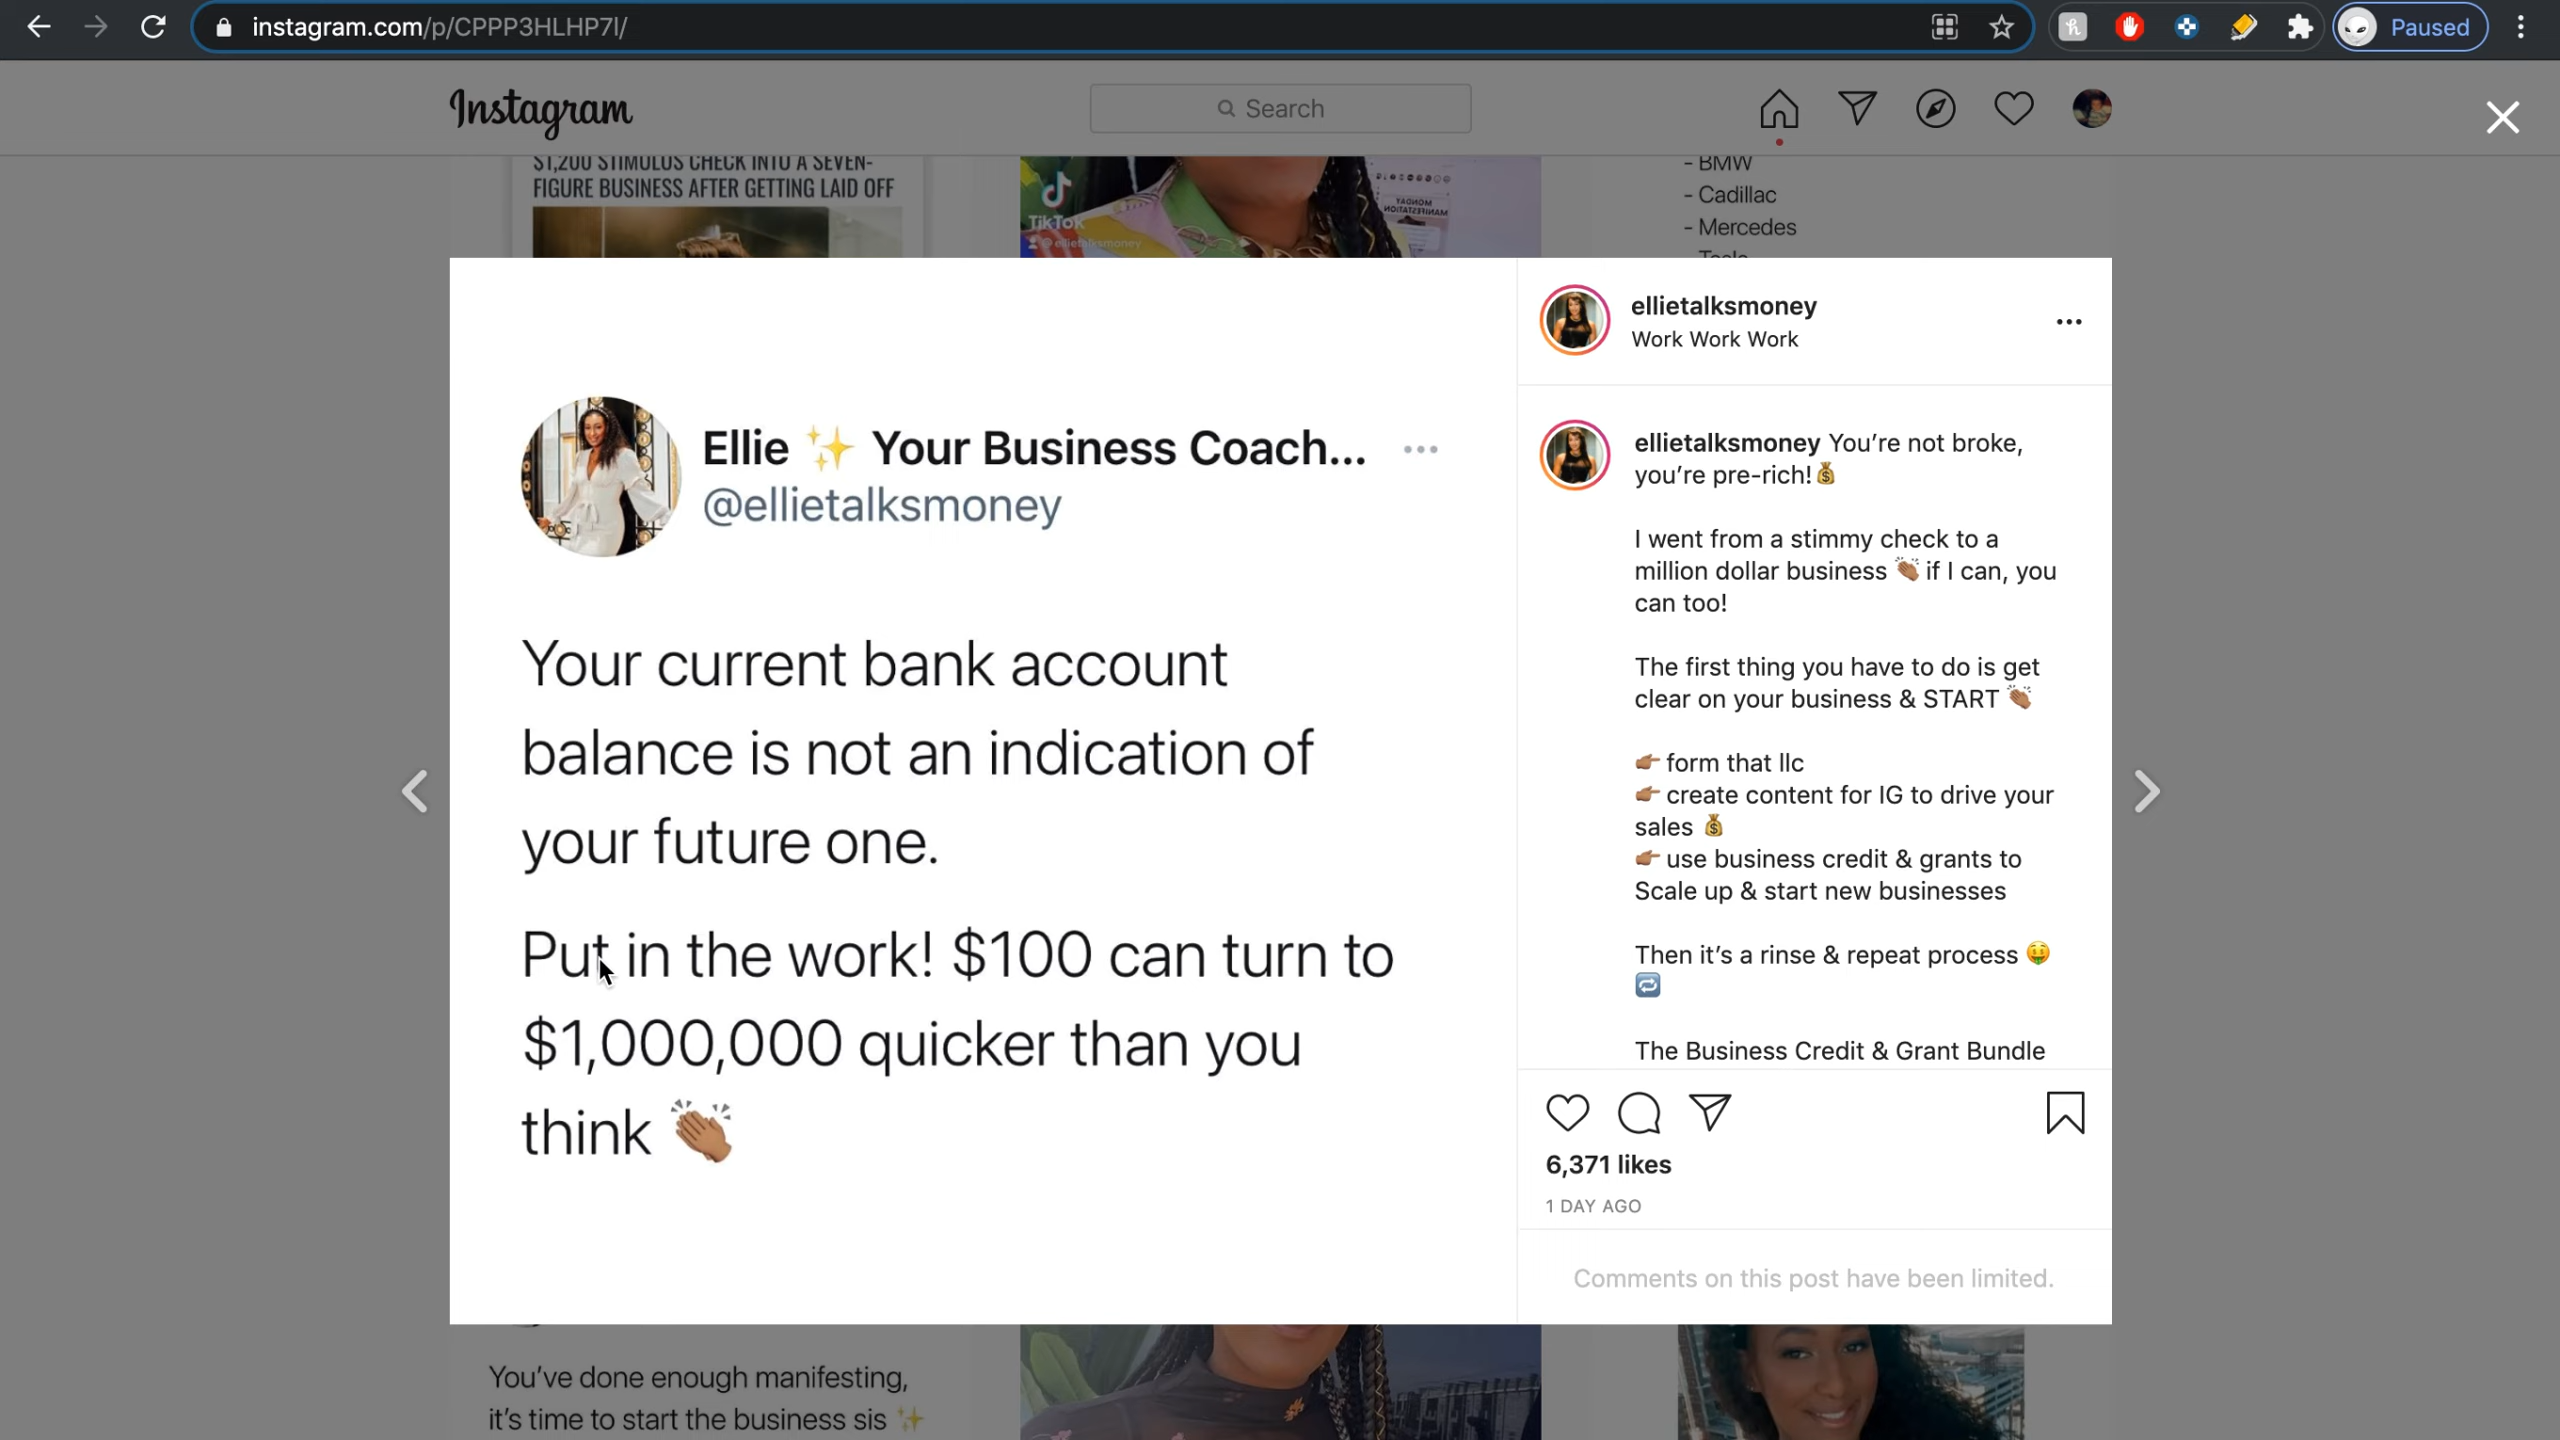 instagram.com/p/CPPP3HLHP7I/
Paused
Instagram
Search
$1,200 STIMULUS CHECK INTO A SEVEN-
FIGURE BUSINESS AFTER GETTING LAID OFF
TikTok
@ellietalksmoney
MONDAY
MANIFESTATION
- BMW
- Cadillac
- Mercedes
Ellie ✨ Your Business Coach...
@ellietalksmoney
Your current bank account
balance is not an indication of
your future one.
Put in the work! $100 can turn to
$1,000,000 quicker than you
think 👏🏽
ellietalksmoney
Work Work Work
ellietalksmoney You're not broke,
you're pre-rich!💰
I went from a stimmy check to a
million dollar business 👏🏽 if I can, you
can too!
The first thing you have to do is get
clear on your business & START 👏🏽
👉🏽 form that llc
👉🏽 create content for IG to drive your
sales 💰
👉🏽 use business credit & grants to
Scale up & start new businesses
Then it's a rinse & repeat process 🤑
🔁
The Business Credit & Grant Bundle
6,371 likes
1 DAY AGO
Comments on this post have been limited.
You've done enough manifesting,
it's time to start the business sis ✨